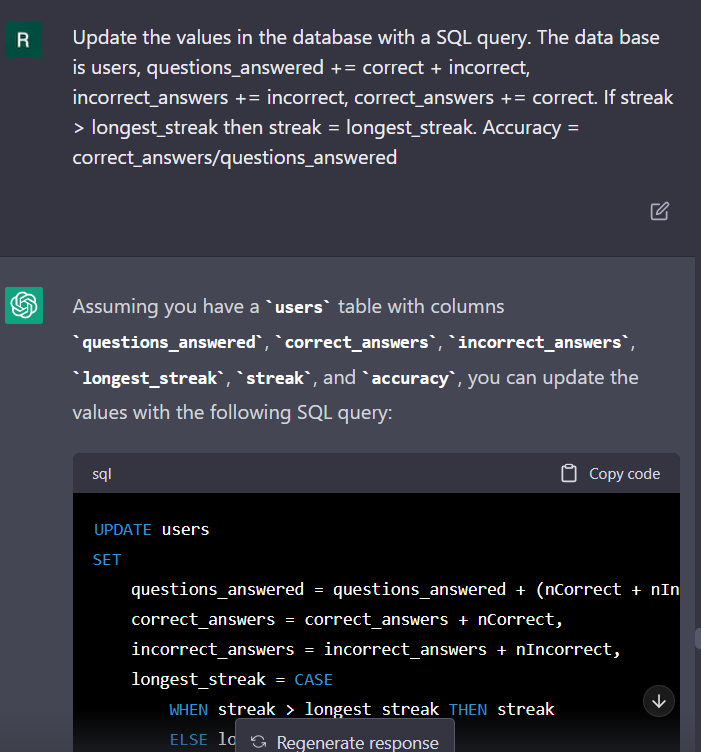 R
Update the values in the database with a SQL query. The data base
is users, questions_answered += correct + incorrect,
incorrect_answers += incorrect, correct_answers += correct. If streak
> longest_streak then streak = longest_streak. Accuracy =
correct_answers/questions_answered
Assuming you have a `users` table with columns
`questions_answered`, `correct_answers`, `incorrect_answers`,
`longest_streak`, `streak`, and `accuracy`, you can update the
values with the following SQL query:
sql Copy code
UPDATE users
SET
questions_answered = questions_answered + (nCorrect + nIn
correct_answers = correct_answers + nCorrect,
incorrect_answers = incorrect_answers + nIncorrect,
longest_streak = CASE
WHEN streak > longest_streak THEN streak
ELSE lo
Regenerate response